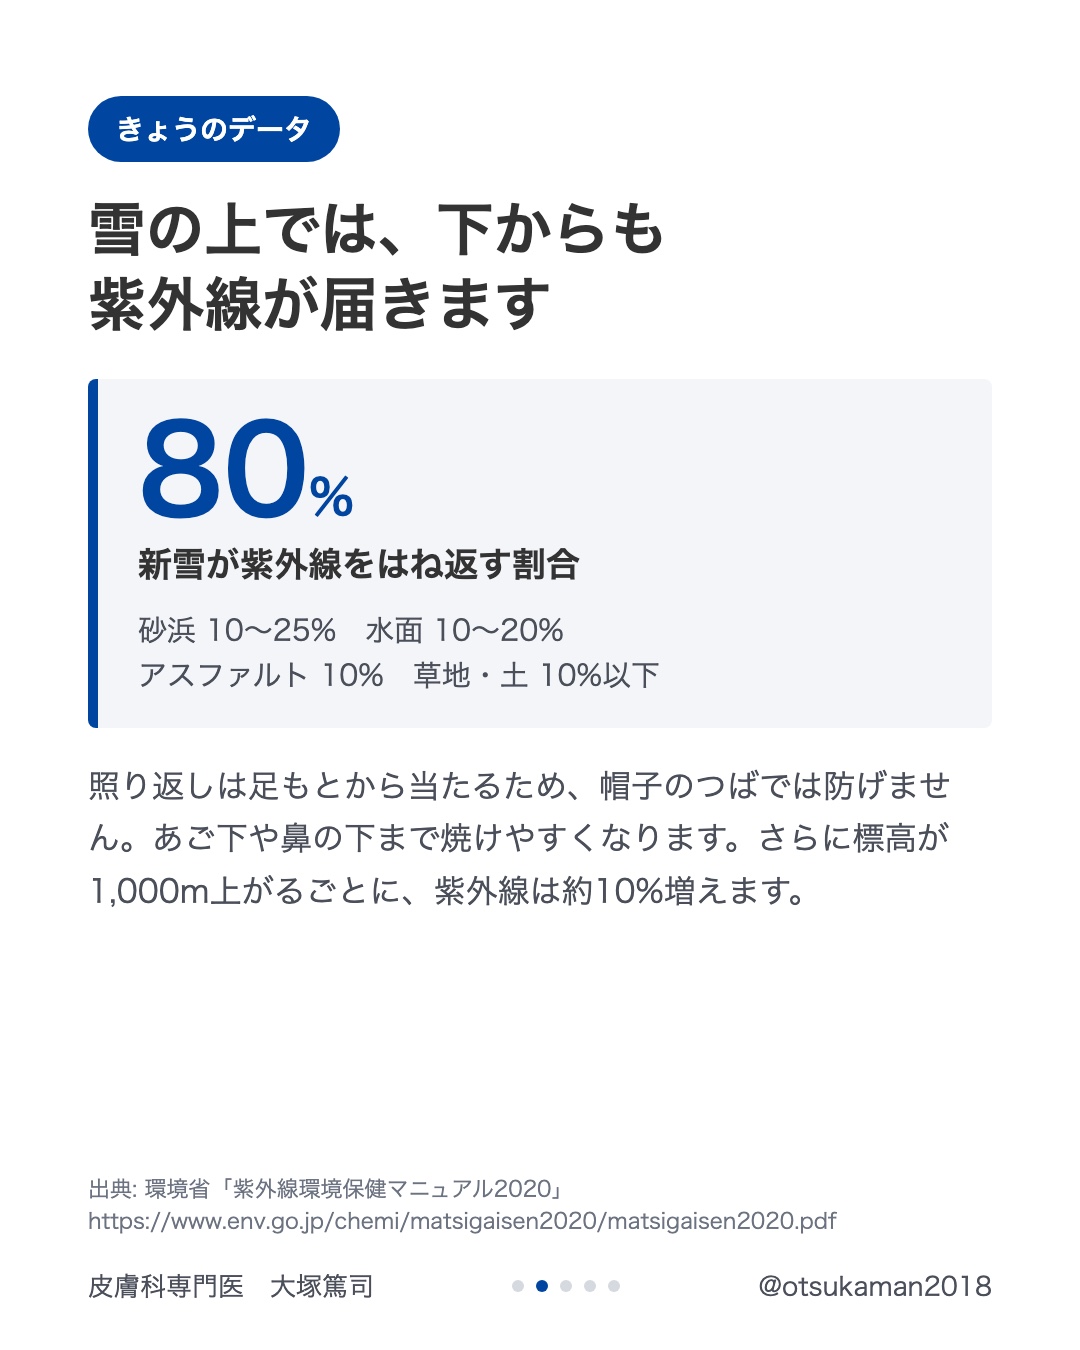 きょうのデータ
雪の上では、下からも
紫外線が届きます
80%
新雪が紫外線をはね返す割合
砂浜 10〜25%　水面 10〜20%
アスファルト 10%　草地・土 10%以下
照り返しは足もとから当たるため、帽子のつばでは防げませ
ん。あご下や鼻の下まで焼けやすくなります。さらに標高が
1,000m上がるごとに、紫外線は約10%増えます。
出典: 環境省「紫外線環境保健マニュアル2020」
https://www.env.go.jp/chemi/matsigaisen2020/matsigaisen2020.pdf
皮膚科専門医　大塚篤司
@otsukaman2018